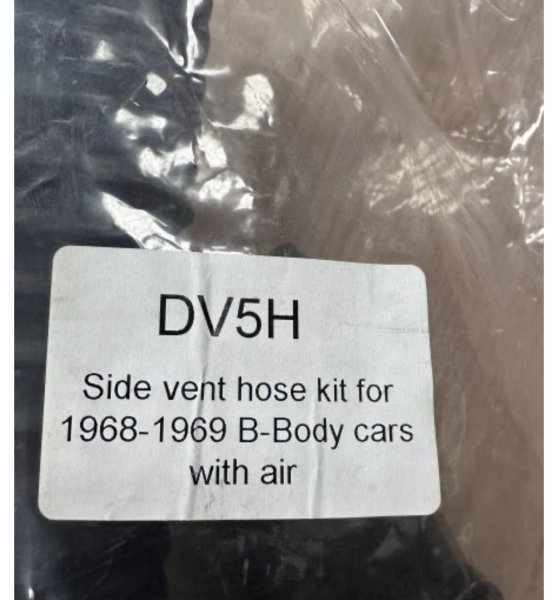 DV5H
Side vent hose kit for
1968-1969 B-Body cars
with air